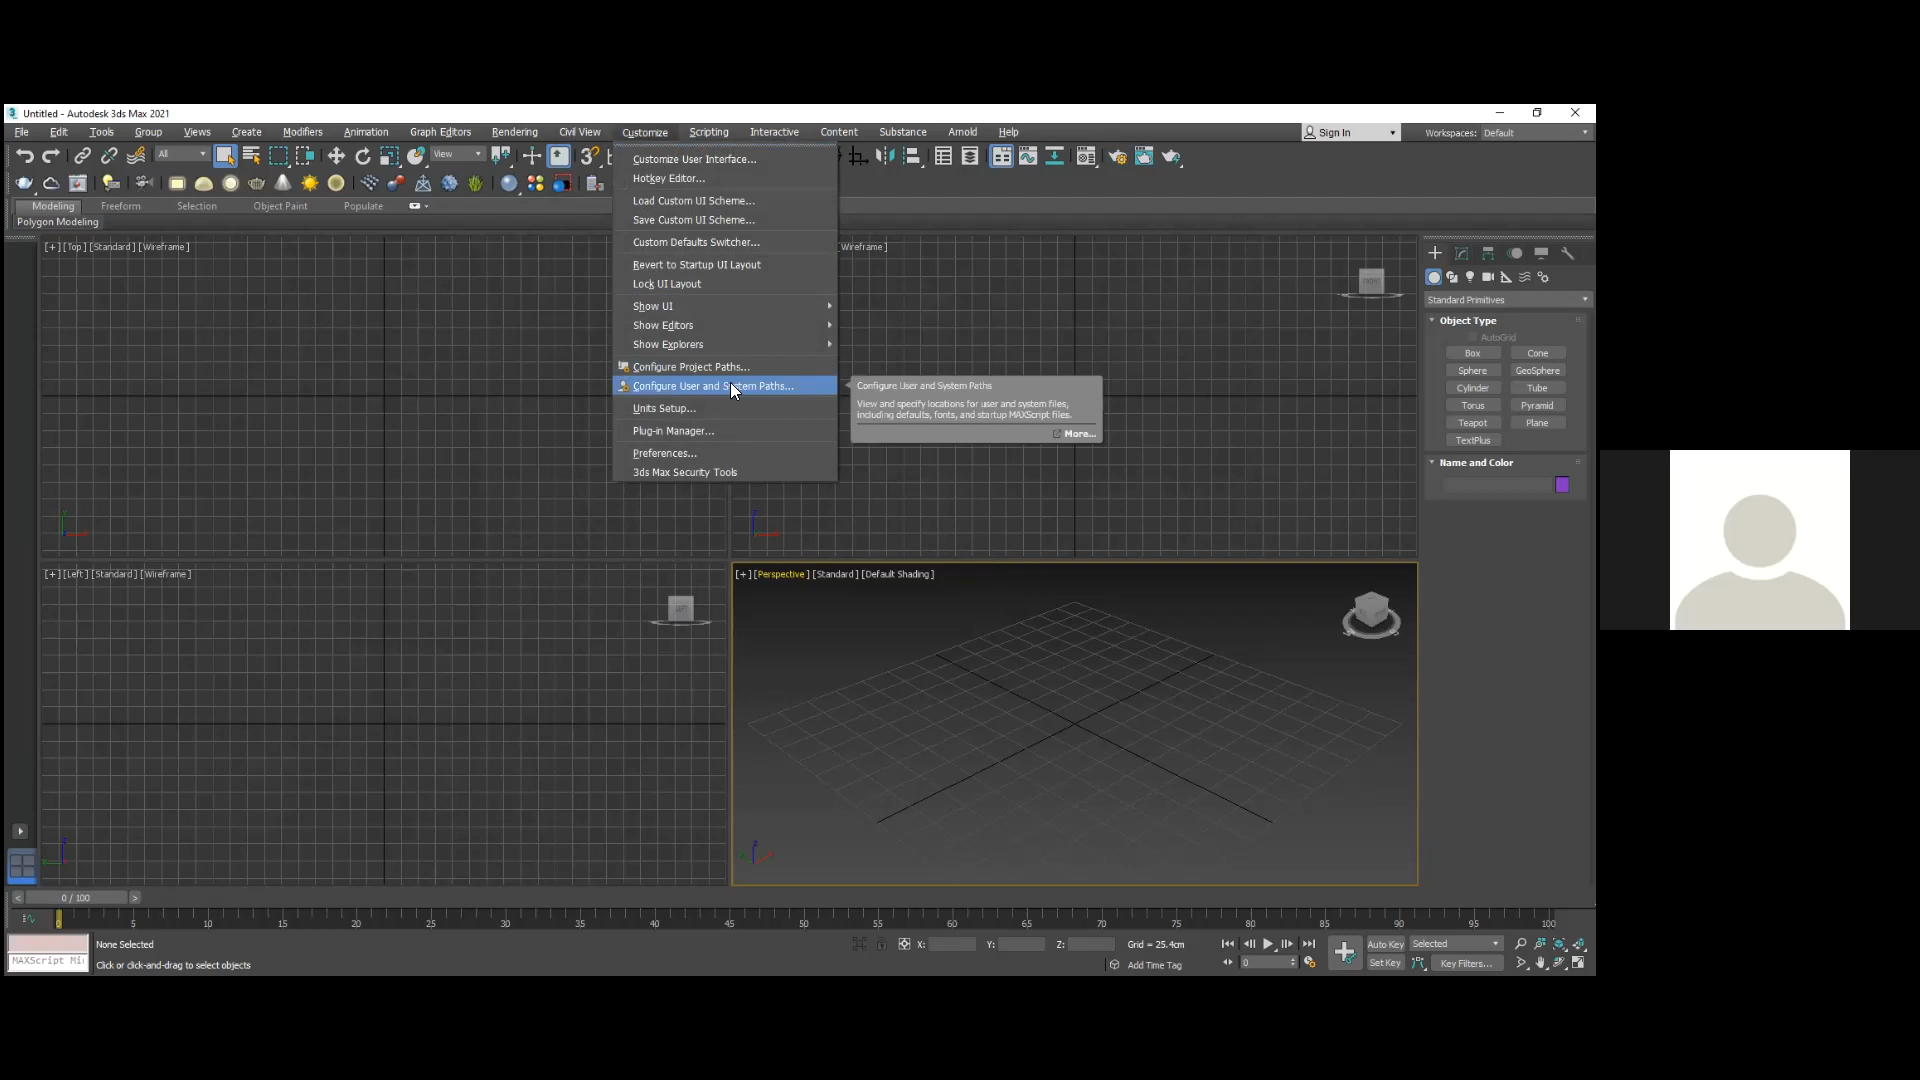 Untitled - Autodesk 3ds Max 2021
File Edit Tools Group Views Create Modifiers Animation Graph Editors Rendering Civil View Customize Scripting Interactive Content Substance Arnold Help
Sign In
Workspaces: Default
All
View
Modeling Freeform Selection Object Paint Populate
Polygon Modeling
Customize User Interface...
Hotkey Editor...
Load Custom UI Scheme...
Save Custom UI Scheme...
Custom Defaults Switcher...
Revert to Startup UI Layout
Lock UI Layout
Show UI
Show Editors
Show Explorers
Configure Project Paths...
Configure User and System Paths...
Units Setup...
Plug-in Manager...
Preferences...
3ds Max Security Tools
Configure User and System Paths
View and specify locations for user and system files,
including defaults, fonts, and startup MAXScript files.
More...
[+] [Top] [Standard] [Wireframe]
Wireframe]
FRONT
Standard Primitives
Object Type
AutoGrid
Box Cone
Sphere GeoSphere
Cylinder Tube
Torus Pyramid
Teapot Plane
TextPlus
Name and Color
[+] [Left] [Standard] [Wireframe]
LEFT
[+] [Perspective] [Standard] [Default Shading]
< 0 / 100 >
0 5 10 15 20 25 30 35 40 45 50 55 60 65 70 75 80 85 90 95 100
MAXScript Mi
None Selected
Click or click-and-drag to select objects
X: Y: Z: Grid = 25.4cm
Add Time Tag
0
Auto Key Selected
Set Key Key Filters...